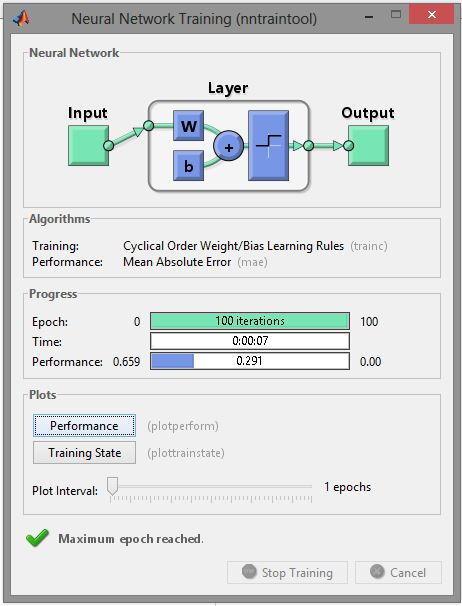 Neural Network Training (nntraintool)
Neural Network
Layer
Input
Output
W
b
+
Algorithms
Training: Cyclical Order Weight/Bias Learning Rules (trainc)
Performance: Mean Absolute Error (mae)
Progress
Epoch: 0 100 iterations 100
Time: 0:00:07
Performance: 0.659 0.291 0.00
Plots
Performance (plotperform)
Training State (plottrainstate)
Plot Interval: 1 epochs
Maximum epoch reached.
Stop Training Cancel